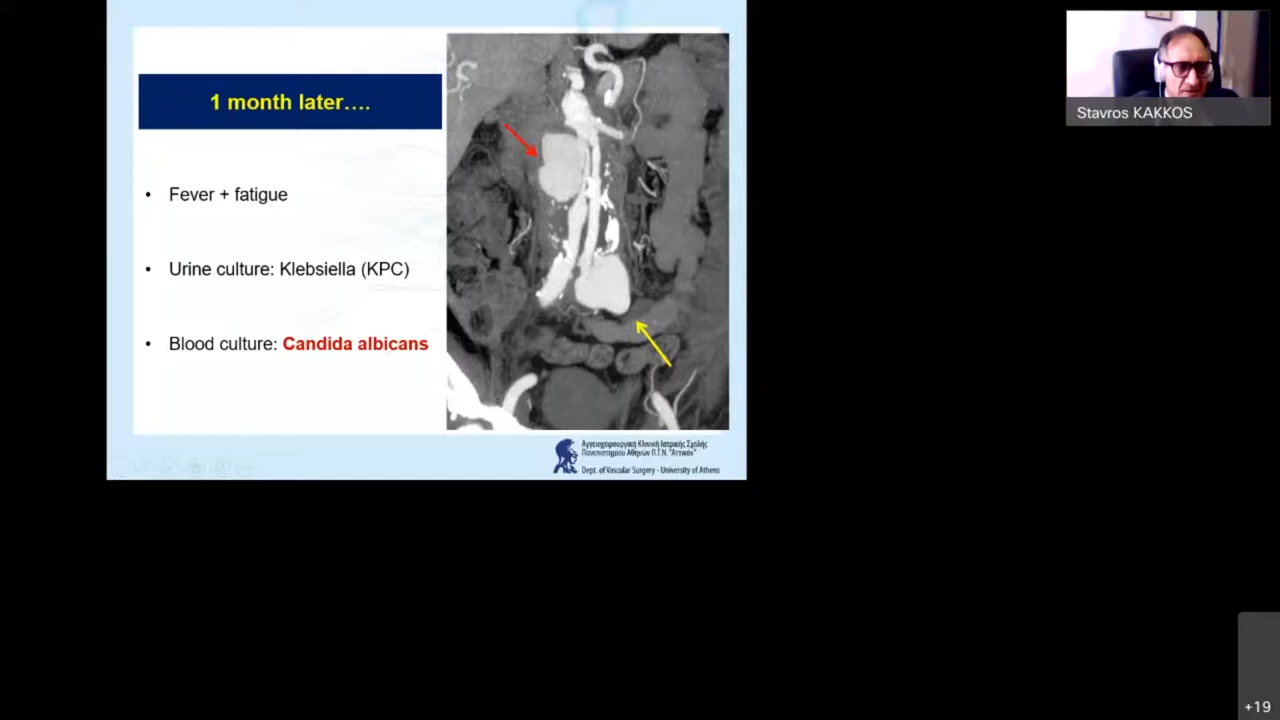 1 month later….
• Fever + fatigue
• Urine culture: Klebsiella (KPC)
• Blood culture: Candida albicans
Αγγειοχειρουργική Κλινική Ιατρικής Σχολής
Πανεπιστημίου Αθηνών Π.Γ.Ν. "Αττικόν"
Dept. of Vascular Surgery - University of Athens
Stavros KAKKOS
+19